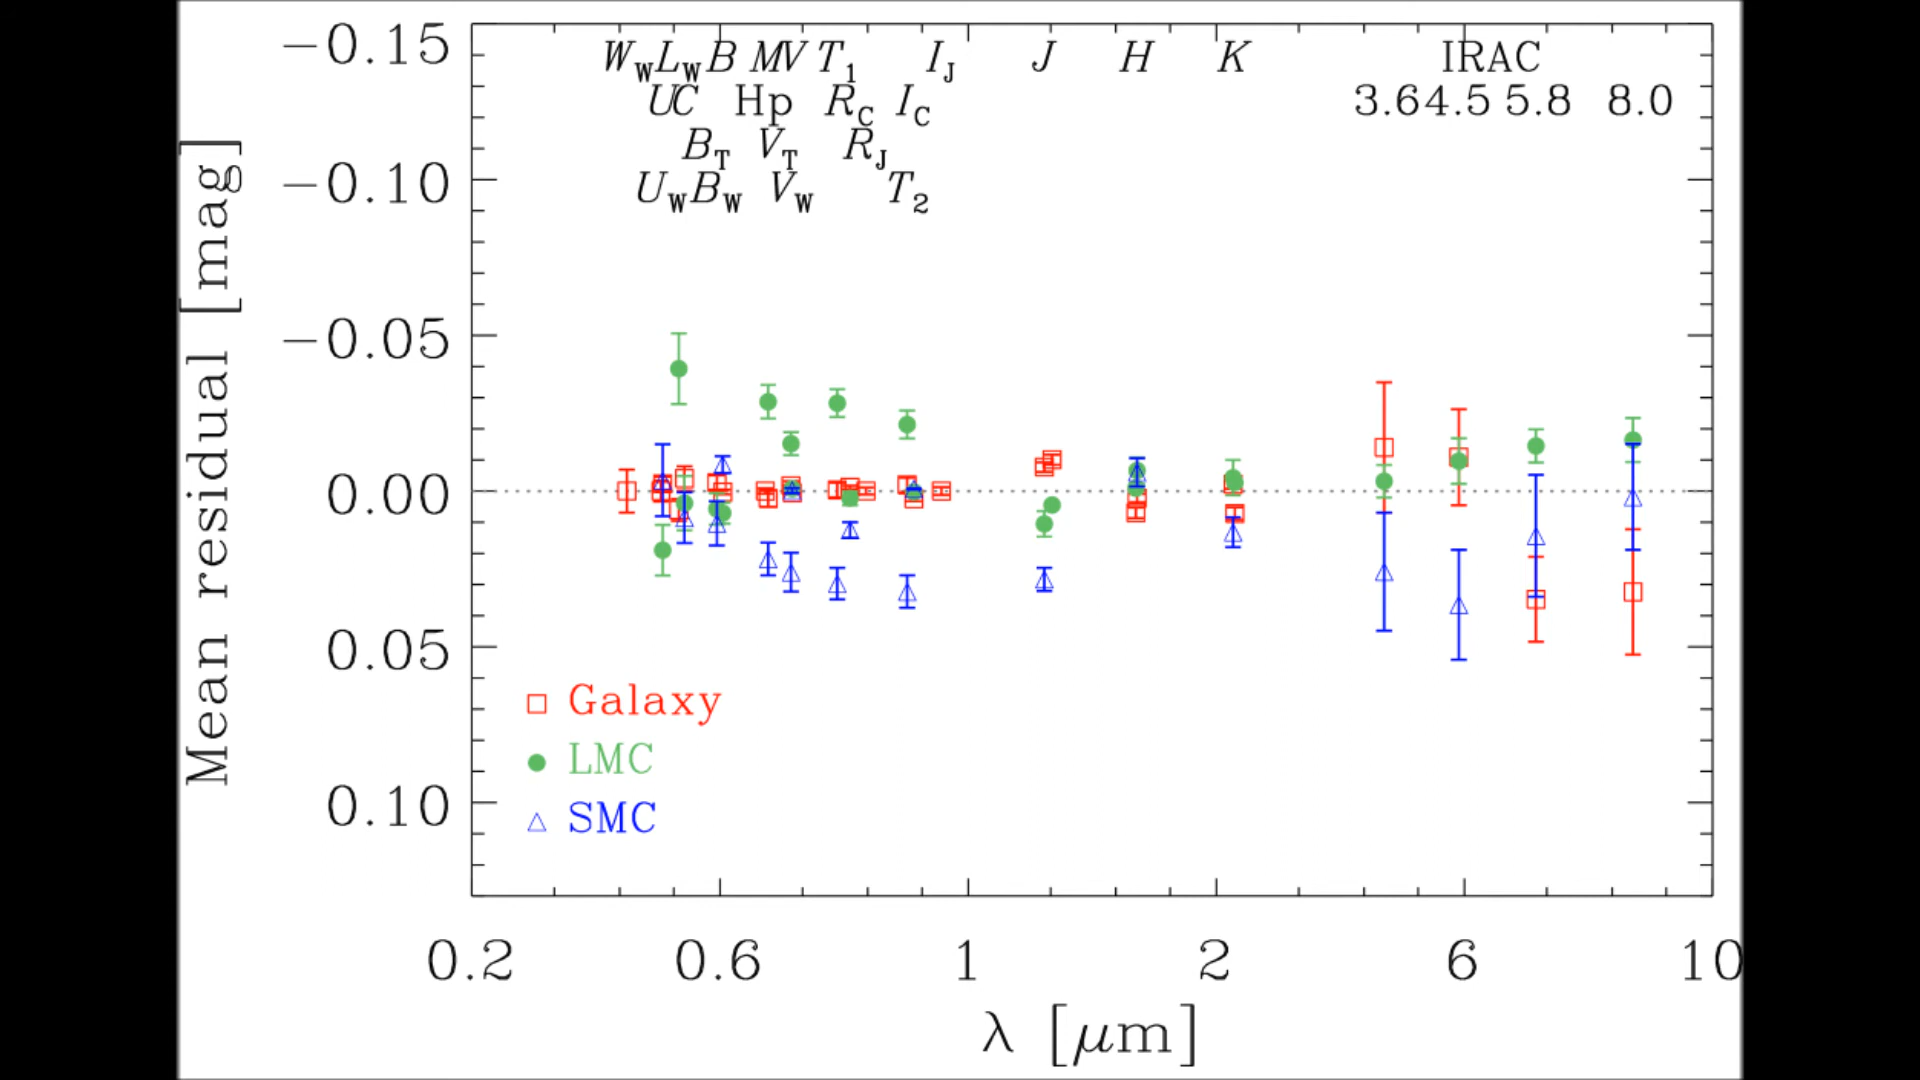 −0.15
−0.10
−0.05
0.00
0.05
0.10
Mean residual [mag]
W_W L_W B M V T_1 I_J J H K IRAC
U C Hp R_C I_C 3.6 4.5 5.8 8.0
B_T V_T R_J
U_W B_W V_W T_2
Galaxy
LMC
SMC
0.2 0.6 1 2 6 10
λ [μm]